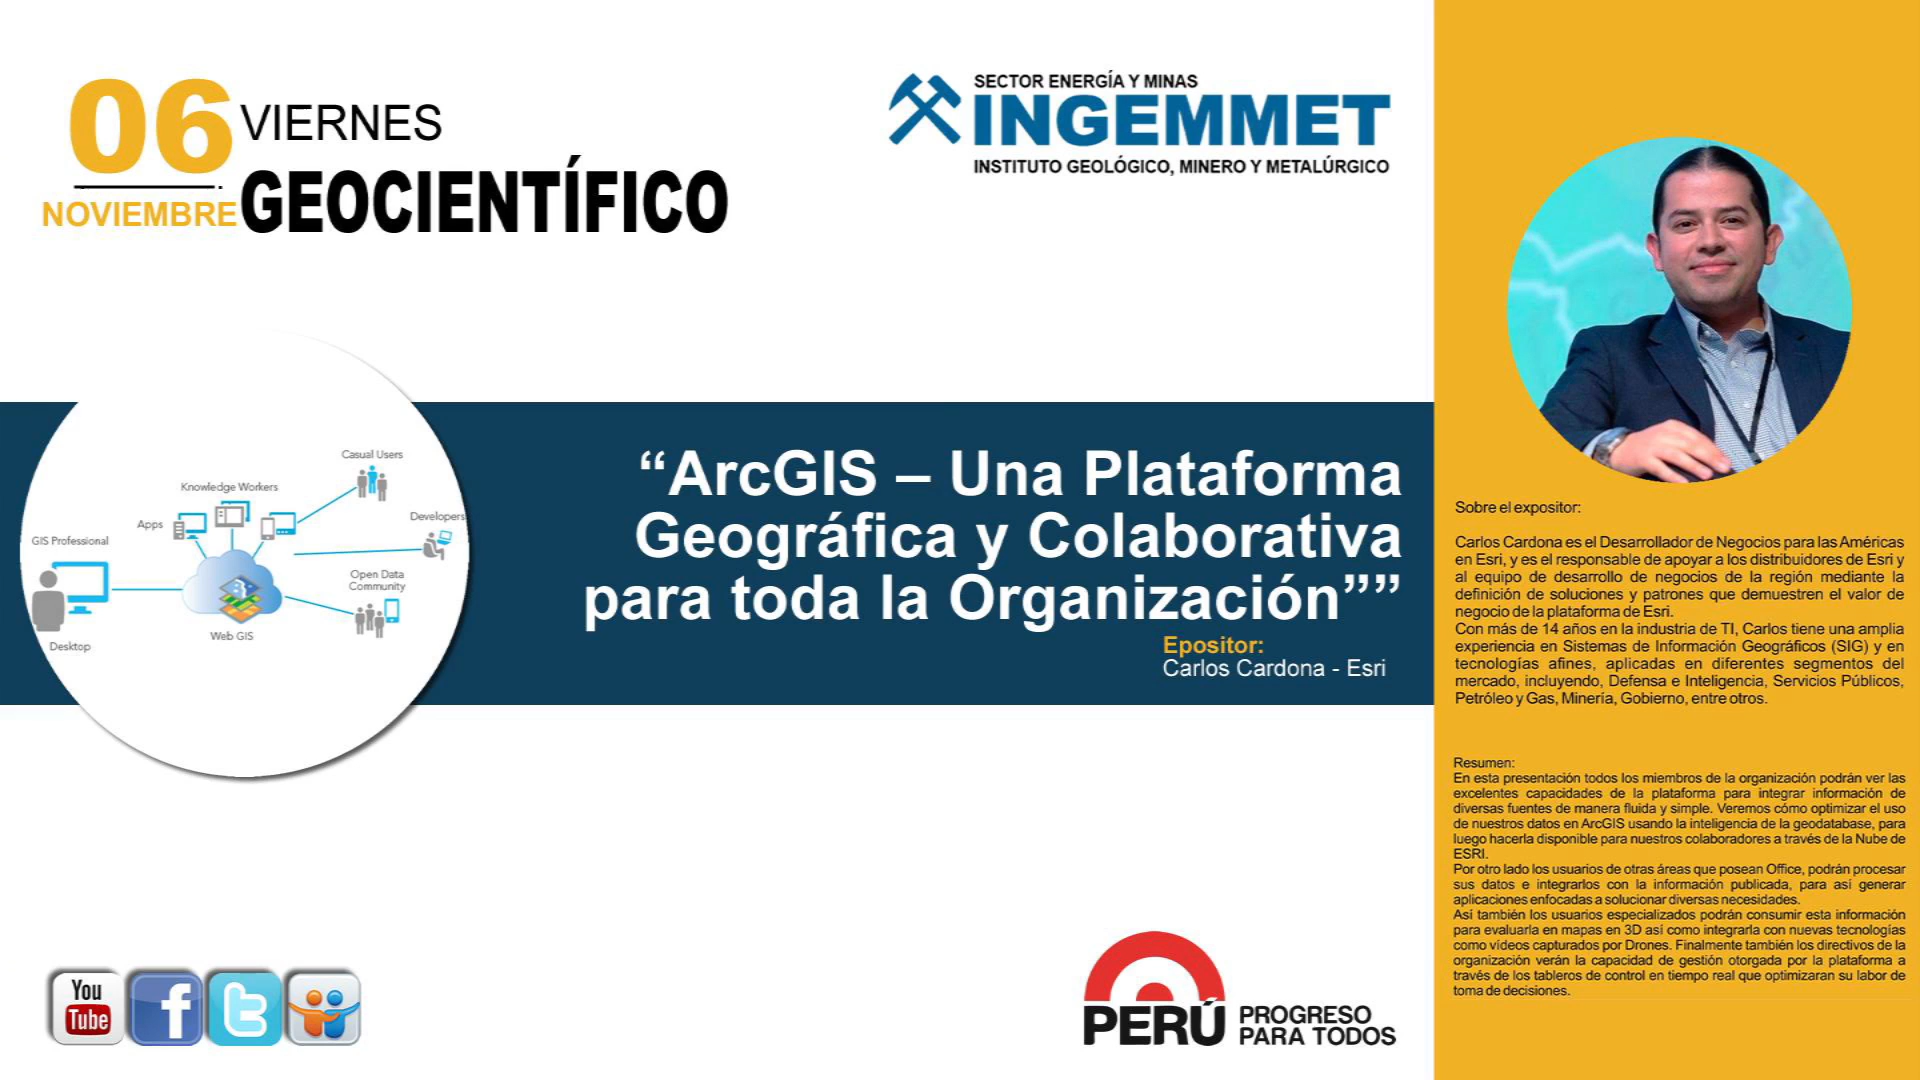 06
NOVIEMBRE
VIERNES
GEOCIENTÍFICO
SECTOR ENERGÍA Y MINAS
INGEMMET
INSTITUTO GEOLÓGICO, MINERO Y METALÚRGICO
Casual Users
Knowledge Workers
Apps
Developers
GIS Professional
Open Data
Community
Web GIS
Desktop
“ArcGIS – Una Plataforma
Geográfica y Colaborativa
para toda la Organización””
Epositor:
Carlos Cardona - Esri
Sobre el expositor:
Carlos Cardona es el Desarrollador de Negocios para las Américas
en Esri, y es el responsable de apoyar a los distribuidores de Esri y
al equipo de desarrollo de negocios de la región mediante la
definición de soluciones y patrones que demuestren el valor de
negocio de la plataforma de Esri.
Con más de 14 años en la industria de TI, Carlos tiene una amplia
experiencia en Sistemas de Información Geográficos (SIG) y en
tecnologías afines, aplicadas en diferentes segmentos del
mercado, incluyendo, Defensa e Inteligencia, Servicios Públicos,
Petróleo y Gas, Minería, Gobierno, entre otros.
Resumen:
En esta presentación todos los miembros de la organización podrán ver las
excelentes capacidades de la plataforma para integrar información de
diversas fuentes de manera fluida y simple. Veremos cómo optimizar el uso
de nuestros datos en ArcGIS usando la inteligencia de la geodatabase, para
luego hacerla disponible para nuestros colaboradores a través de la Nube de
ESRI.
Por otro lado los usuarios de otras áreas que posean Office, podrán procesar
sus datos e integrarlos con la información publicada, para así generar
aplicaciones enfocadas a solucionar diversas necesidades.
Así también los usuarios especializados podrán consumir esta información
para evaluarla en mapas en 3D así como integrarla con nuevas tecnologías
como vídeos capturados por Drones. Finalmente también los directivos de la
organización verán la capacidad de gestión otorgada por la plataforma a
través de los tableros de control en tiempo real que optimizaran su labor de
toma de decisiones.
You
Tube
f
t
PERÚ
PROGRESO
PARA TODOS